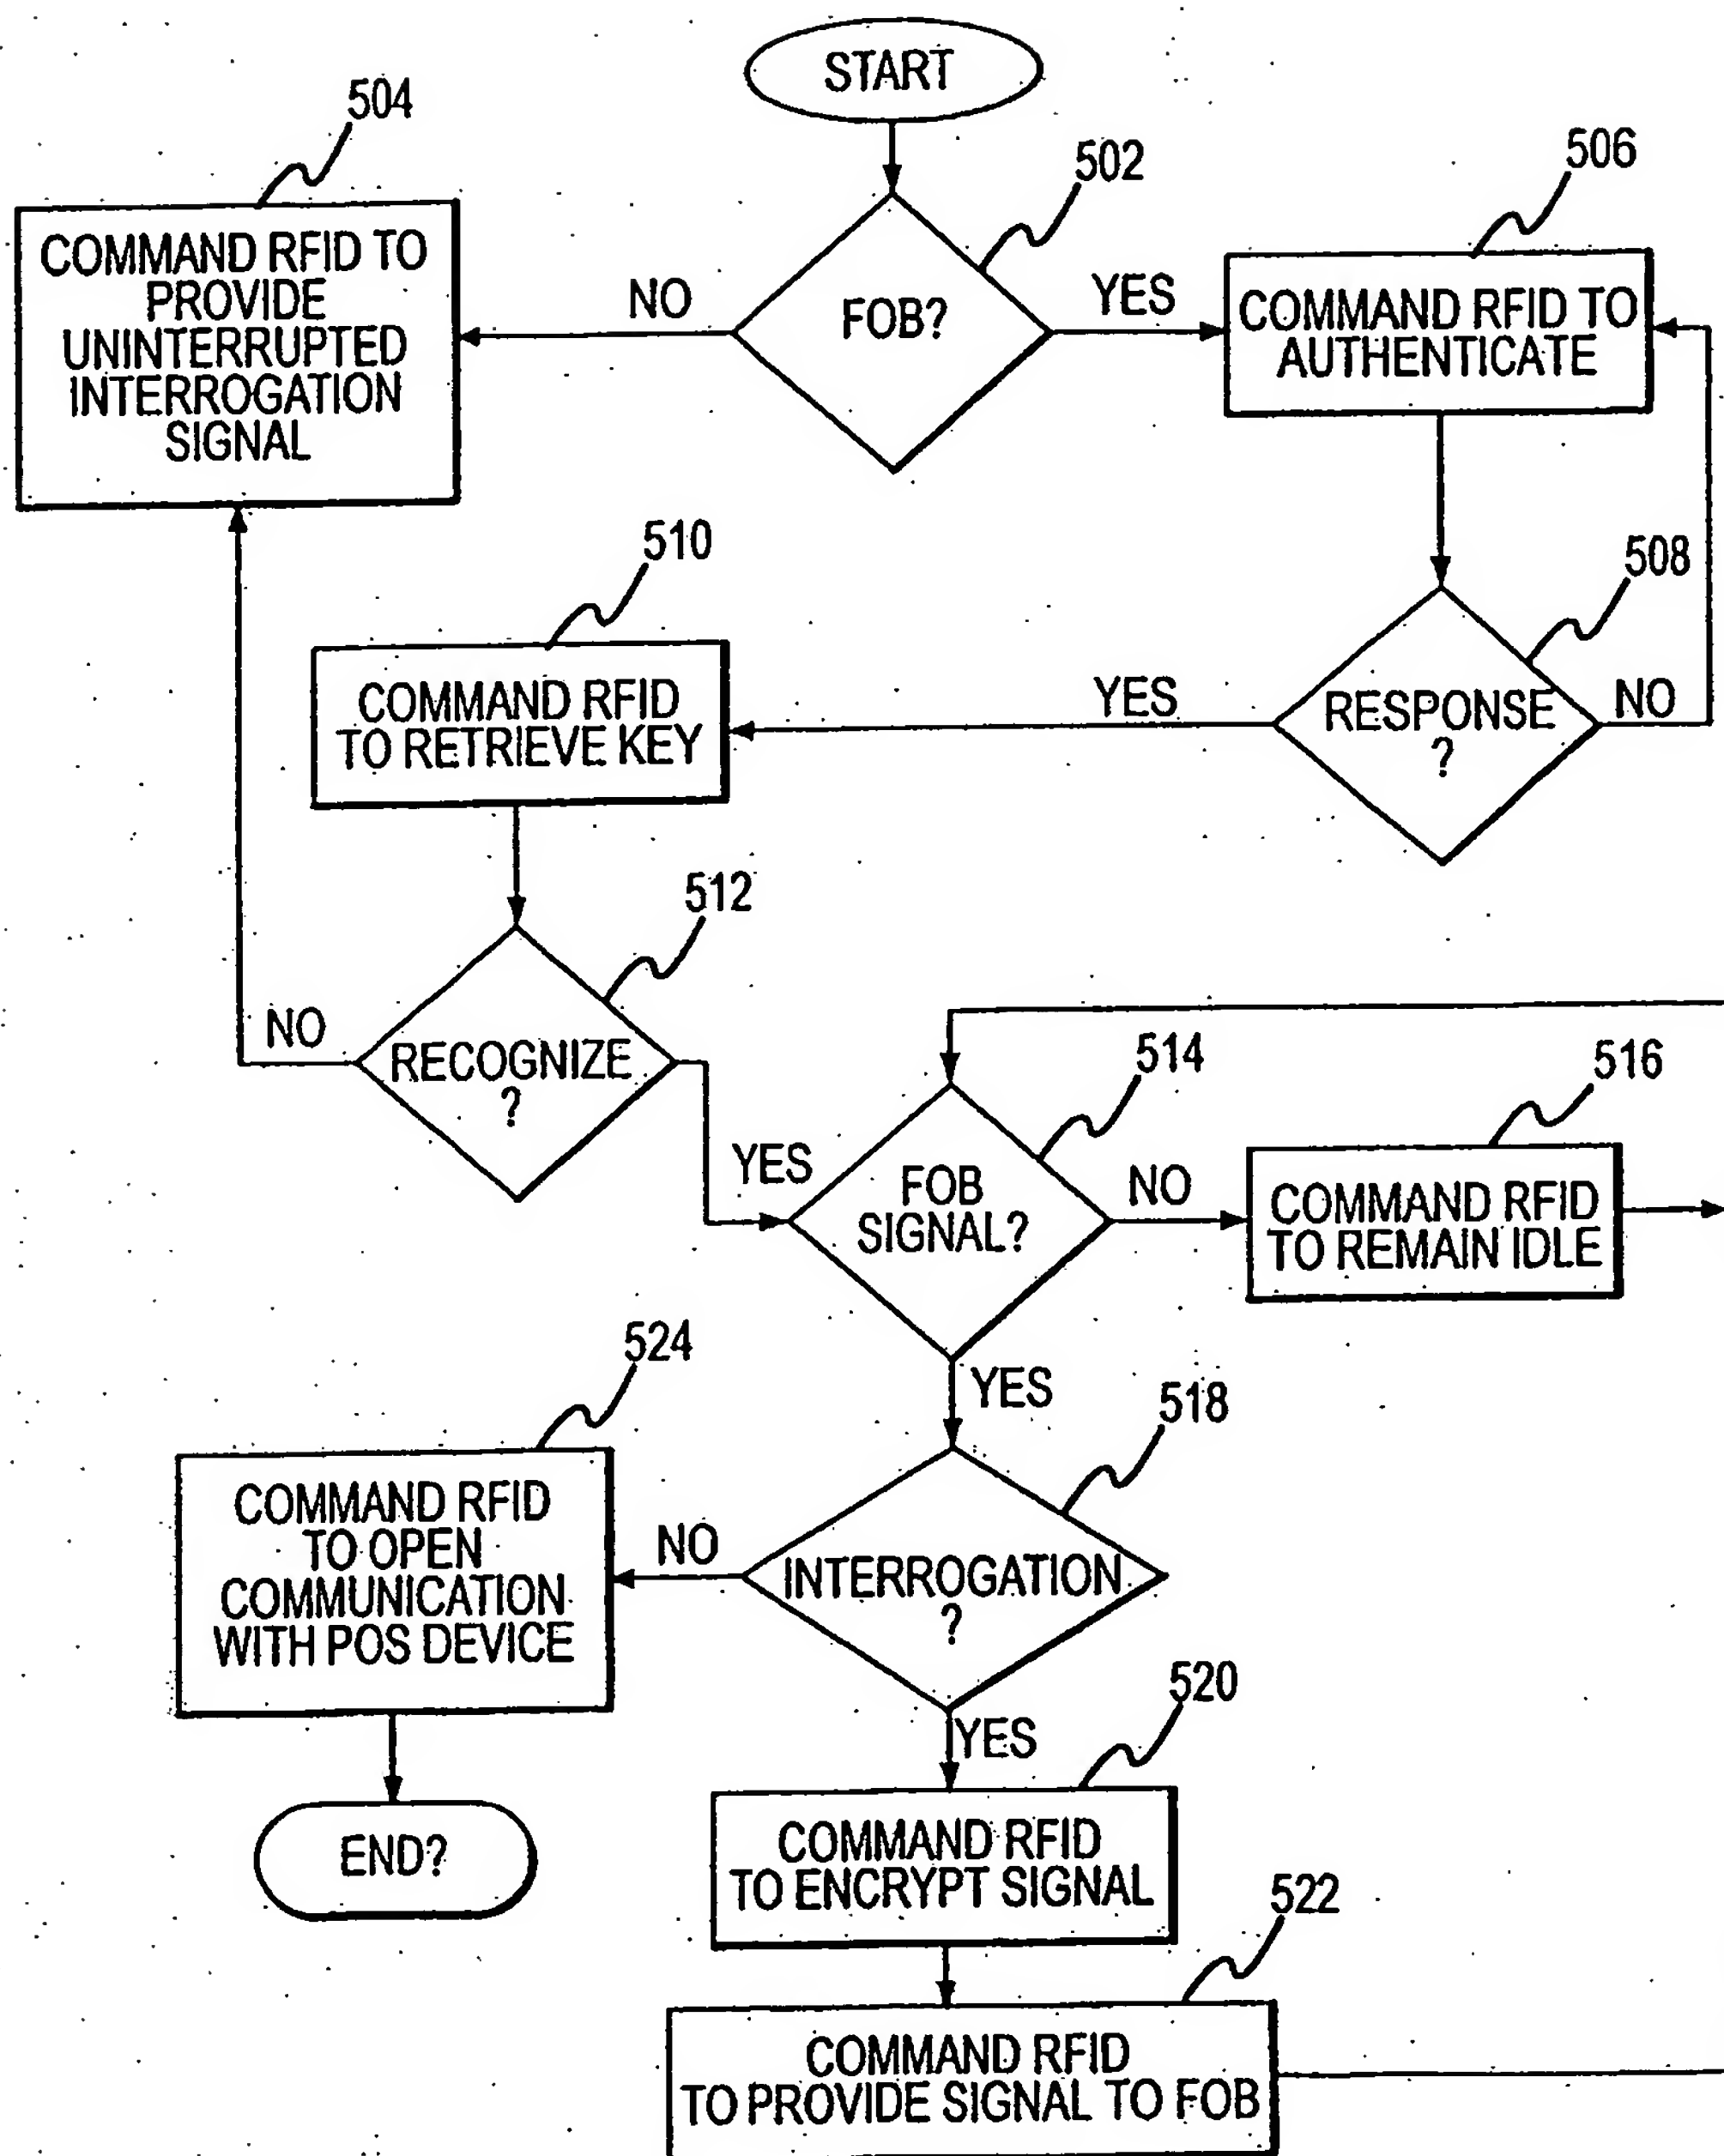 START
504
502
506
COMMAND RFID TO
PROVIDE
UNINTERRUPTED
INTERROGATION
SIGNAL
NO
FOB?
YES
COMMAND RFID TO
AUTHENTICATE
510
508
COMMAND RFID
TO RETRIEVE KEY
YES
RESPONSE
?
NO
512
NO
RECOGNIZE
?
YES
514
516
FOB
SIGNAL?
NO
COMMAND RFID
TO REMAIN IDLE
YES
524
518
COMMAND RFID
TO OPEN
COMMUNICATION
WITH POS DEVICE
NO
INTERROGATION
?
YES
520
END?
COMMAND RFID
TO ENCRYPT SIGNAL
522
COMMAND RFID
TO PROVIDE SIGNAL TO FOB